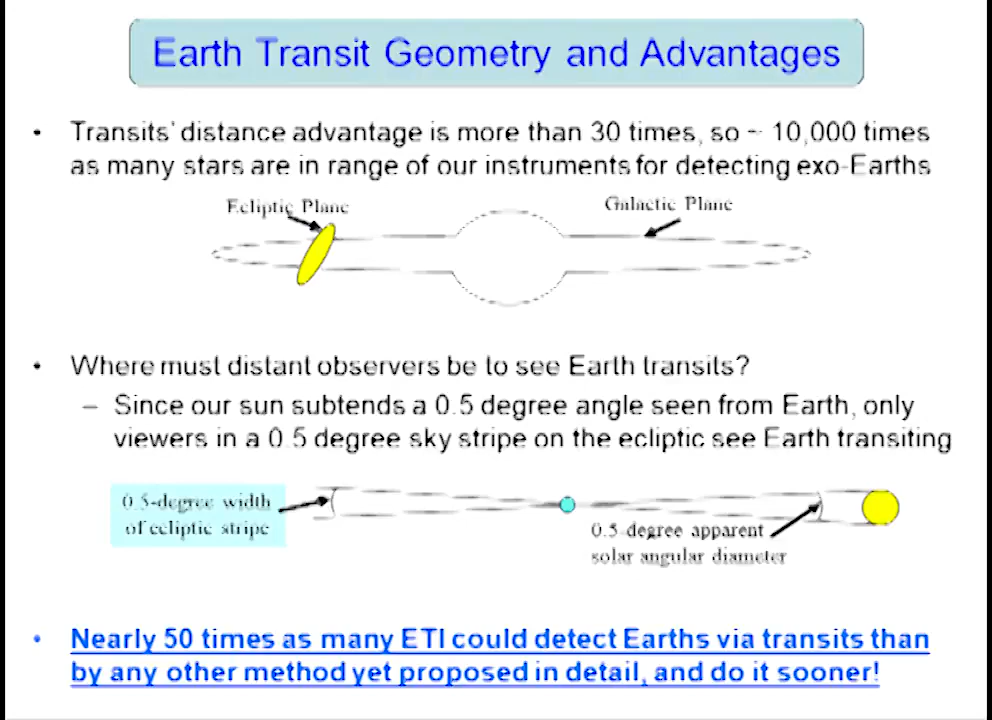 Earth Transit Geometry and Advantages
• Transits' distance advantage is more than 30 times, so ~ 10,000 times
as many stars are in range of our instruments for detecting exo-Earths
Ecliptic Plane
Galactic Plane
• Where must distant observers be to see Earth transits?
– Since our sun subtends a 0.5 degree angle seen from Earth, only
viewers in a 0.5 degree sky stripe on the ecliptic see Earth transiting
0.5-degree width
of ecliptic stripe
0.5-degree apparent
solar angular diameter
• Nearly 50 times as many ETI could detect Earths via transits than
by any other method yet proposed in detail, and do it sooner!